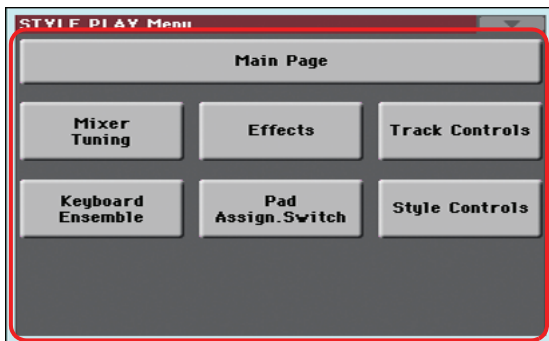 STYLE PLAY Menu
Main Page
Mixer
Tuning
Effects
Track Controls
Keyboard
Ensemble
Pad
Assign.Switch
Style Controls